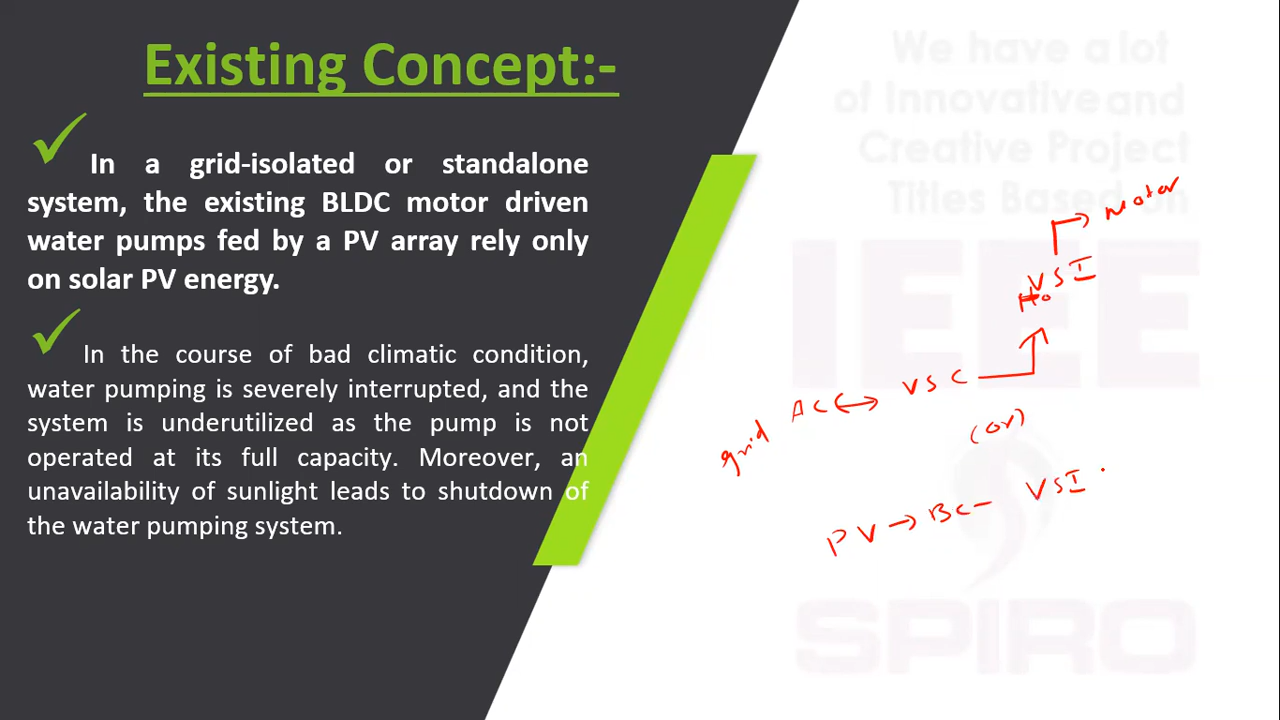 Existing Concept:-
In a grid-isolated or standalone
system, the existing BLDC motor driven
water pumps fed by a PV array rely only
on solar PV energy.
In the course of bad climatic condition,
water pumping is severely interrupted, and the
system is underutilized as the pump is not
operated at its full capacity. Moreover, an
unavailability of sunlight leads to shutdown of
the water pumping system.
We have a lot
of Innovative and
Creative Project
Titles Based on
IEEE
SPIRO
Motor
VSI
grid AC ↔ VSC
(or)
PV → BC - VSI